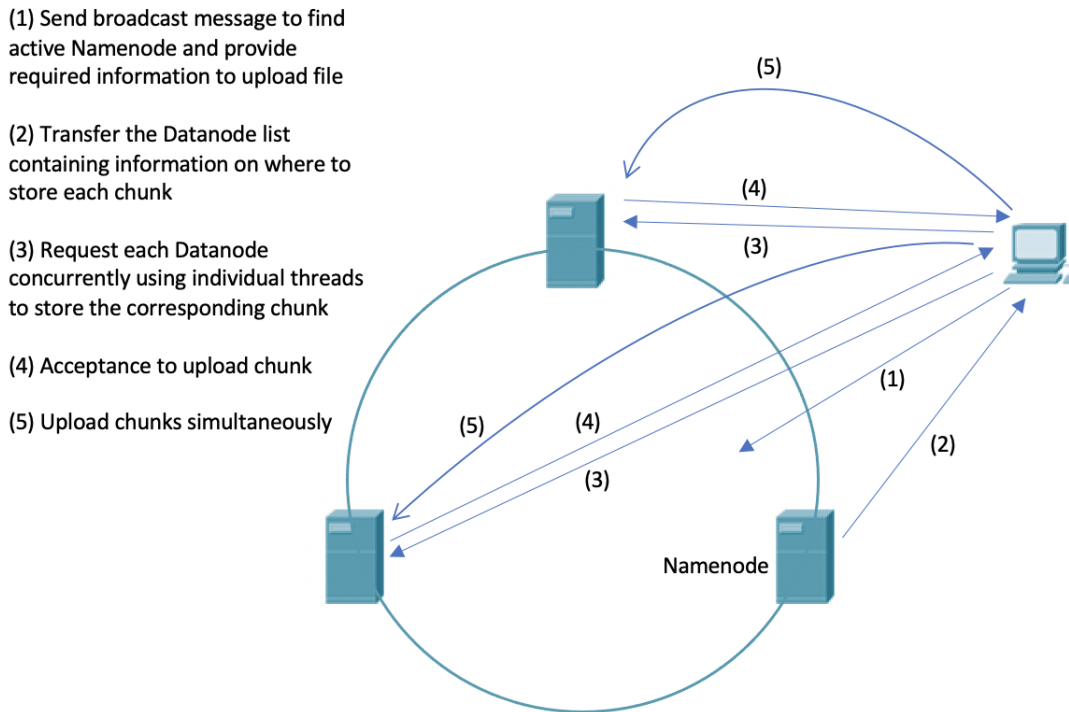 (1) Send broadcast message to find
active Namenode and provide
required information to upload file
(2) Transfer the Datanode list
containing information on where to
store each chunk
(3) Request each Datanode
concurrently using individual threads
to store the corresponding chunk
(4) Acceptance to upload chunk
(5) Upload chunks simultaneously
(5)
(4)
(3)
(1)
(5)
(4)
(2)
(3)
Namenode